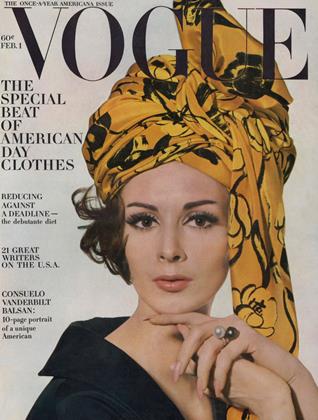 THE ONCE-A-YEAR AMERICANA ISSUE
VOGUE
60¢
FEB. 1
THE
SPECIAL
BEAT
OF
AMERICAN
DAY
CLOTHES
REDUCING
AGAINST
A DEADLINE—
the debutante diet
21 GREAT
WRITERS
ON THE U.S.A.
CONSUELO
VANDERBILT
BALSAN:
10-page portrait
of a unique
American